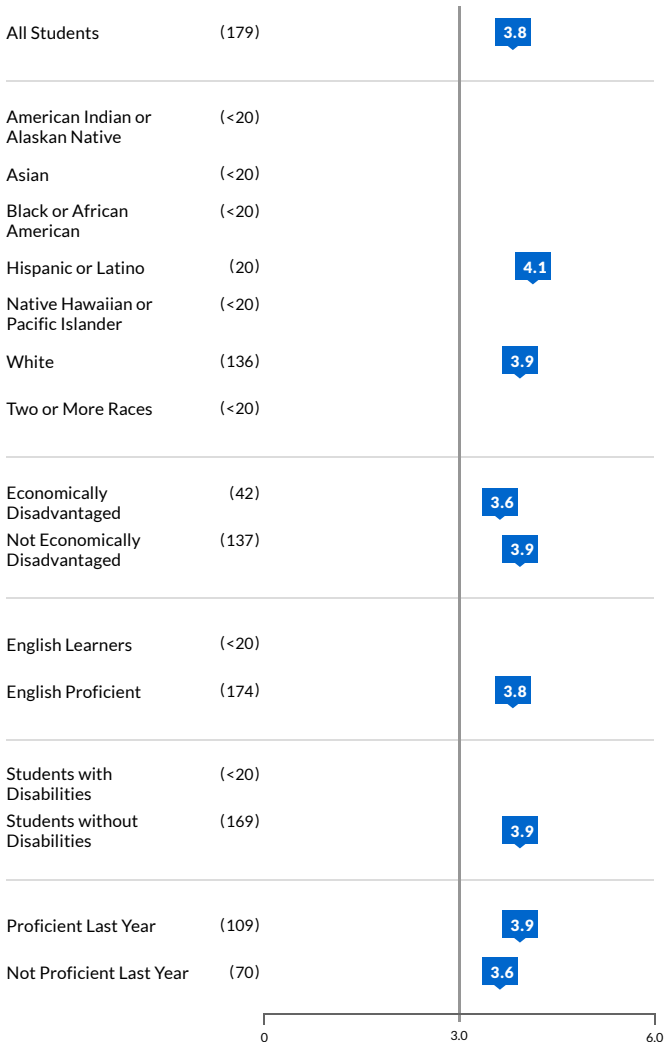 All Students (179) 3.8
American Indian or (<20)
Alaskan Native
Asian (<20)
Black or African (<20)
American
Hispanic or Latino (20) 4.1
Native Hawaiian or (<20)
Pacific Islander
White (136) 3.9
Two or More Races (<20)
Economically (42) 3.6
Disadvantaged
Not Economically (137) 3.9
Disadvantaged
English Learners (<20)
English Proficient (174) 3.8
Students with (<20)
Disabilities
Students without (169) 3.9
Disabilities
Proficient Last Year (109) 3.9
Not Proficient Last Year (70) 3.6
0 3.0 6.0